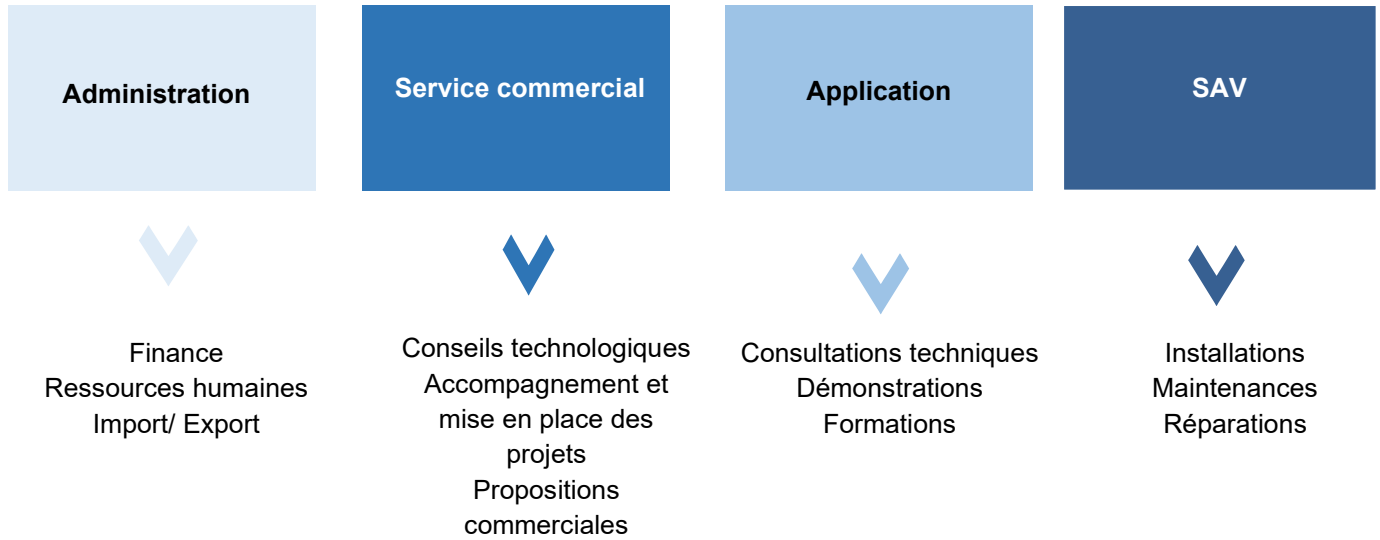 Administration
Service commercial
Application
SAV
Finance
Ressources humaines
Import/ Export
Conseils technologiques
Accompagnement et
mise en place des
projets
Propositions
commerciales
Consultations techniques
Démonstrations
Formations
Installations
Maintenances
Réparations